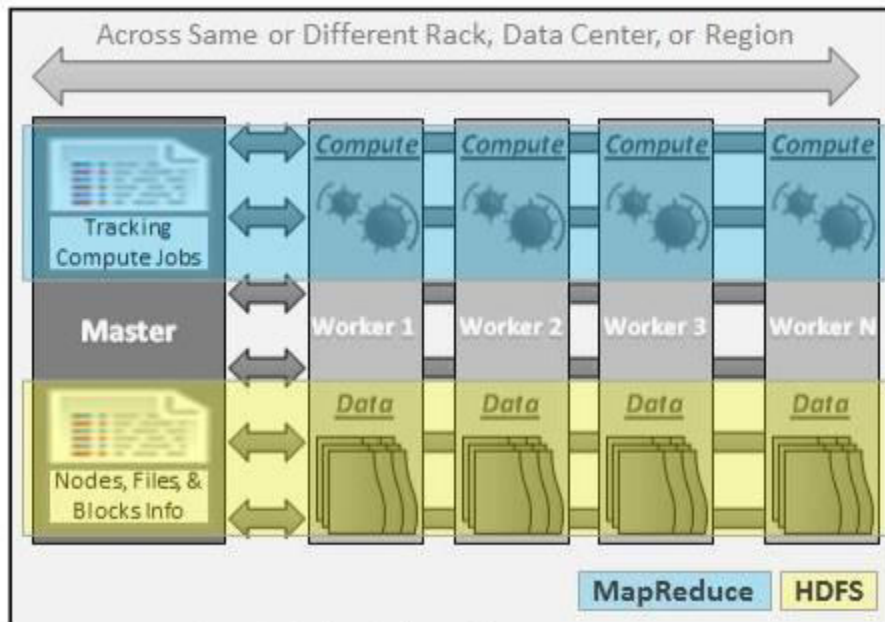 Across Same or Different Rack, Data Center, or Region
Tracking
Compute Jobs
Master
Nodes, Files, &
Blocks Info
Compute
Worker 1
Data
Compute
Worker 2
Data
Compute
Worker 3
Data
Compute
Worker N
Data
MapReduce
HDFS